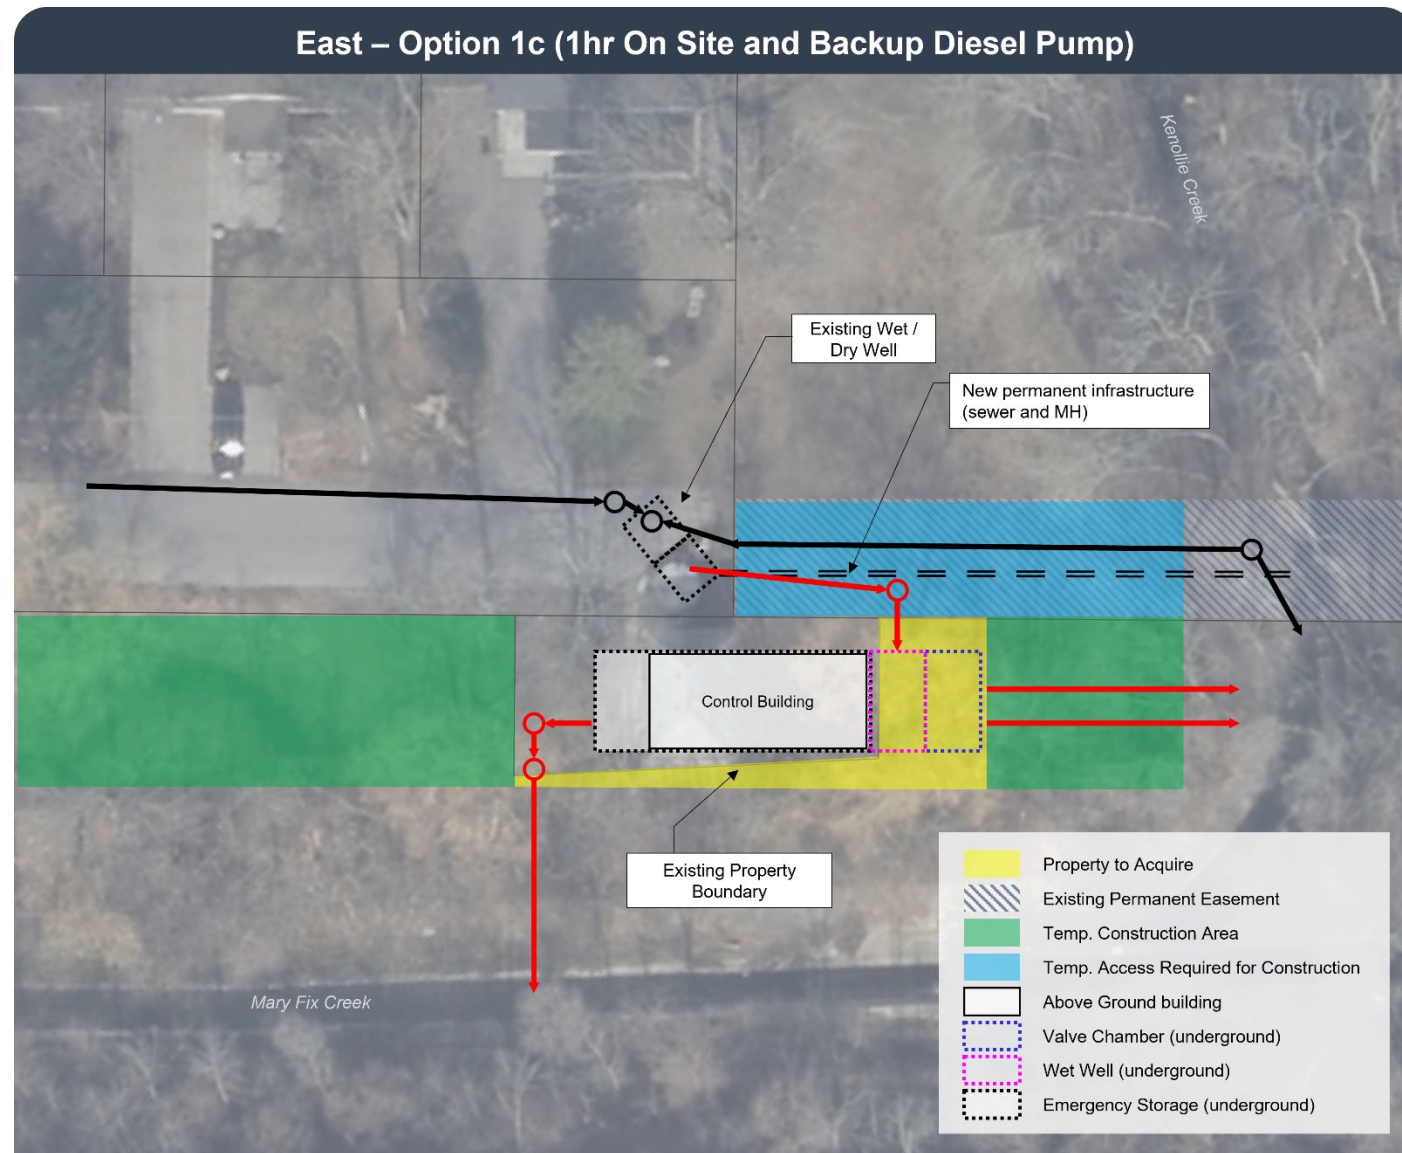 East – Option 1c (1hr On Site and Backup Diesel Pump)
Kenollie Creek
Existing Wet /
Dry Well
New permanent infrastructure
(sewer and MH)
Control Building
Existing Property
Boundary
Mary Fix Creek
Property to Acquire
Existing Permanent Easement
Temp. Construction Area
Temp. Access Required for Construction
Above Ground building
Valve Chamber (underground)
Wet Well (underground)
Emergency Storage (underground)